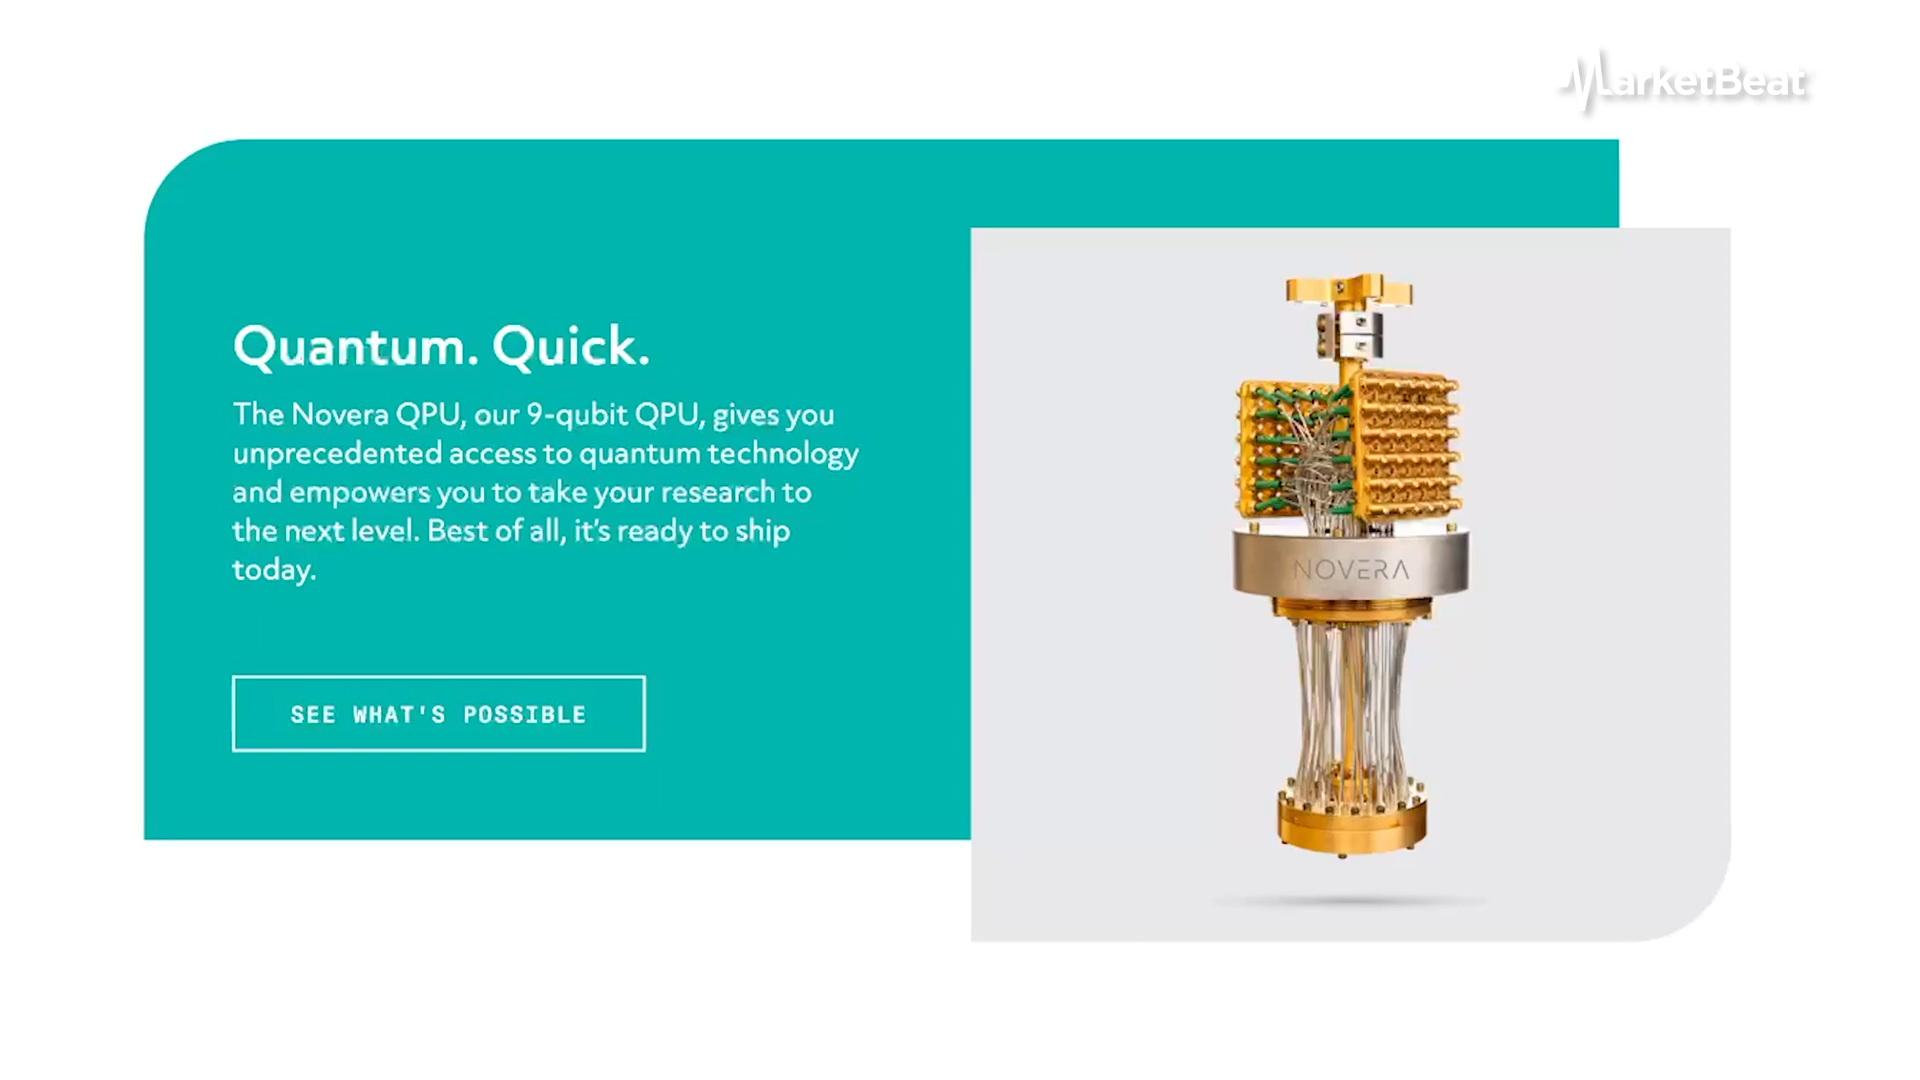 MarketBeat
Quantum. Quick.
The Novera QPU, our 9-qubit QPU, gives you
unprecedented access to quantum technology
and empowers you to take your research to
the next level. Best of all, it's ready to ship
today.
SEE WHAT'S POSSIBLE
NOVERA